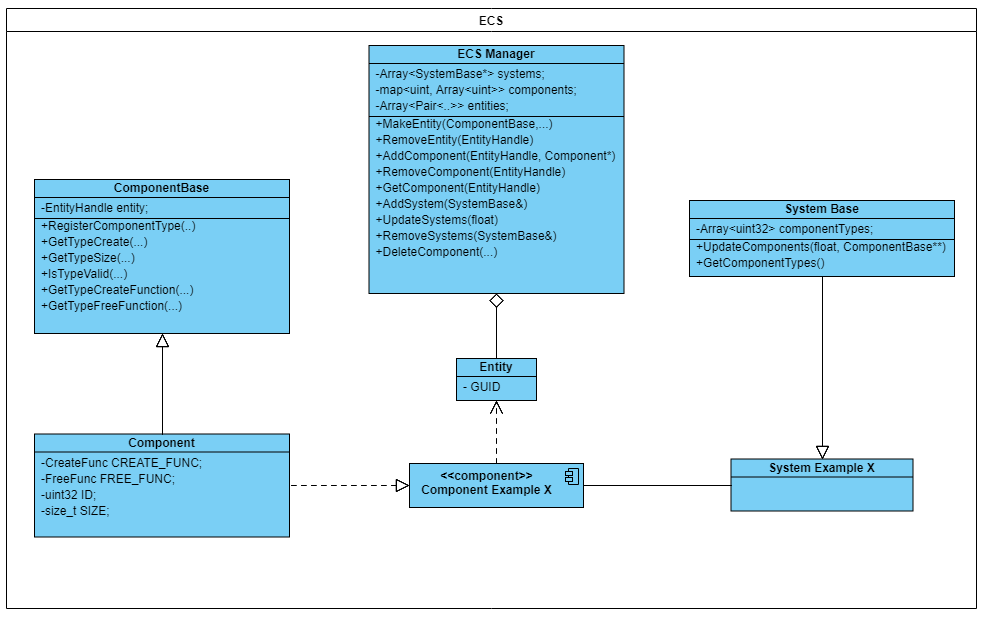 ECS
ECS Manager
-Array<SystemBase*> systems;
-map<uint, Array<uint>> components;
-Array<Pair<..>> entities;
+MakeEntity(ComponentBase,...)
+RemoveEntity(EntityHandle)
+AddComponent(EntityHandle, Component*)
+RemoveComponent(EntityHandle)
+GetComponent(EntityHandle)
+AddSystem(SystemBase&)
+UpdateSystems(float)
+RemoveSystems(SystemBase&)
+DeleteComponent(...)
ComponentBase
-EntityHandle entity;
+RegisterComponentType(..)
+GetTypeCreate(...)
+GetTypeSize(...)
+IsTypeValid(...)
+GetTypeCreateFunction(...)
+GetTypeFreeFunction(...)
System Base
-Array<uint32> componentTypes;
+UpdateComponents(float, ComponentBase**)
+GetComponentTypes()
Entity
- GUID
Component
-CreateFunc CREATE_FUNC;
-FreeFunc FREE_FUNC;
-uint32 ID;
-size_t SIZE;
<<component>>
Component Example X
System Example X